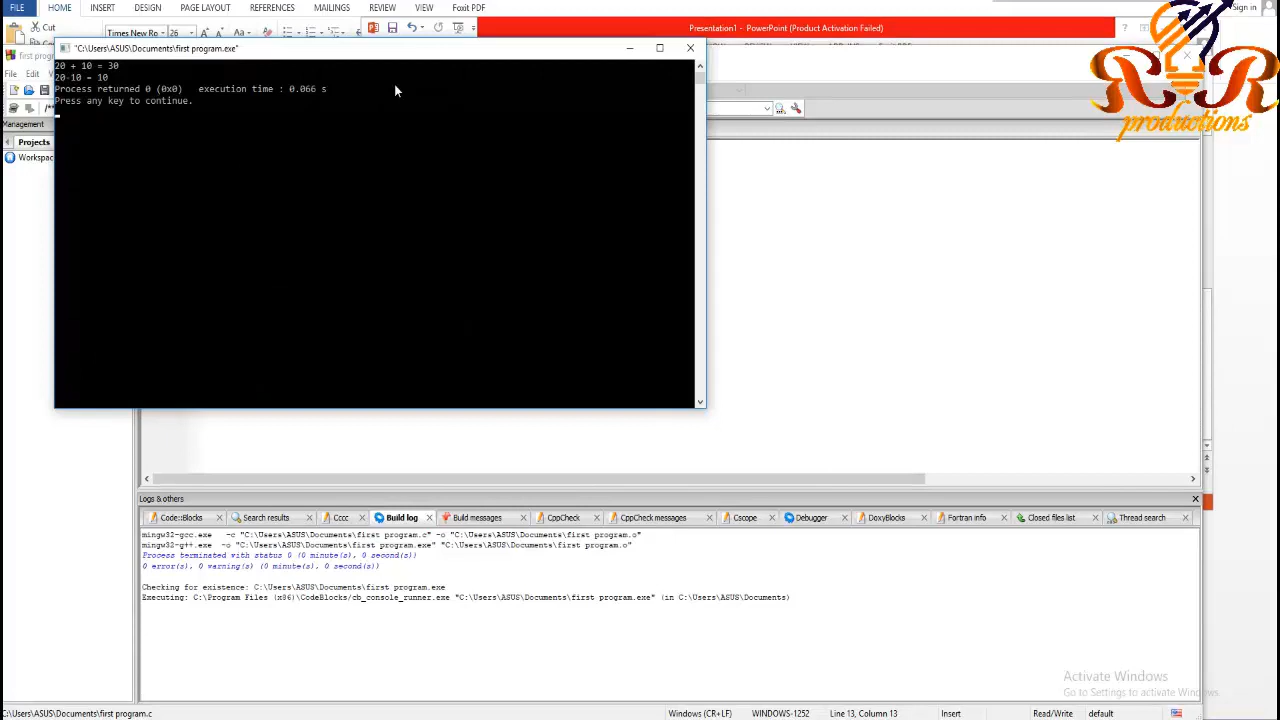 FILE HOME INSERT DESIGN PAGE LAYOUT REFERENCES MAILINGS REVIEW VIEW Foxit PDF
Presentation1 - PowerPoint (Product Activation Failed)
Sign in
Cut
Times New Ro 26
"C:\Users\ASUS\Documents\first program.exe"
first progra
File Edit
20 + 10 = 30
20-10 = 10
Process returned 0 (0x0)   execution time : 0.066 s
Press any key to continue.
R R
productions
Management
Projects
Workspac
Logs & others
Code::Blocks Search results Cccc Build log Build messages CppCheck CppCheck messages Cscope Debugger DoxyBlocks Fortran info Closed files list Thread search
mingw32-gcc.exe -c "C:\Users\ASUS\Documents\first program.c" -o "C:\Users\ASUS\Documents\first program.o"
mingw32-g++.exe -o "C:\Users\ASUS\Documents\first program.exe" "C:\Users\ASUS\Documents\first program.o"
Process terminated with status 0 (0 minute(s), 0 second(s))
0 error(s), 0 warning(s) (0 minute(s), 0 second(s))
Checking for existence: C:\Users\ASUS\Documents\first program.exe
Executing: C:\Program Files (x86)\CodeBlocks/cb_console_runner.exe "C:\Users\ASUS\Documents\first program.exe" (in C:\Users\ASUS\Documents)
Activate Windows
Go to Settings to activate Windows.
C:\Users\ASUS\Documents\first program.c Windows (CR+LF) WINDOWS-1252 Line 13, Column 13 Insert Read/Write default